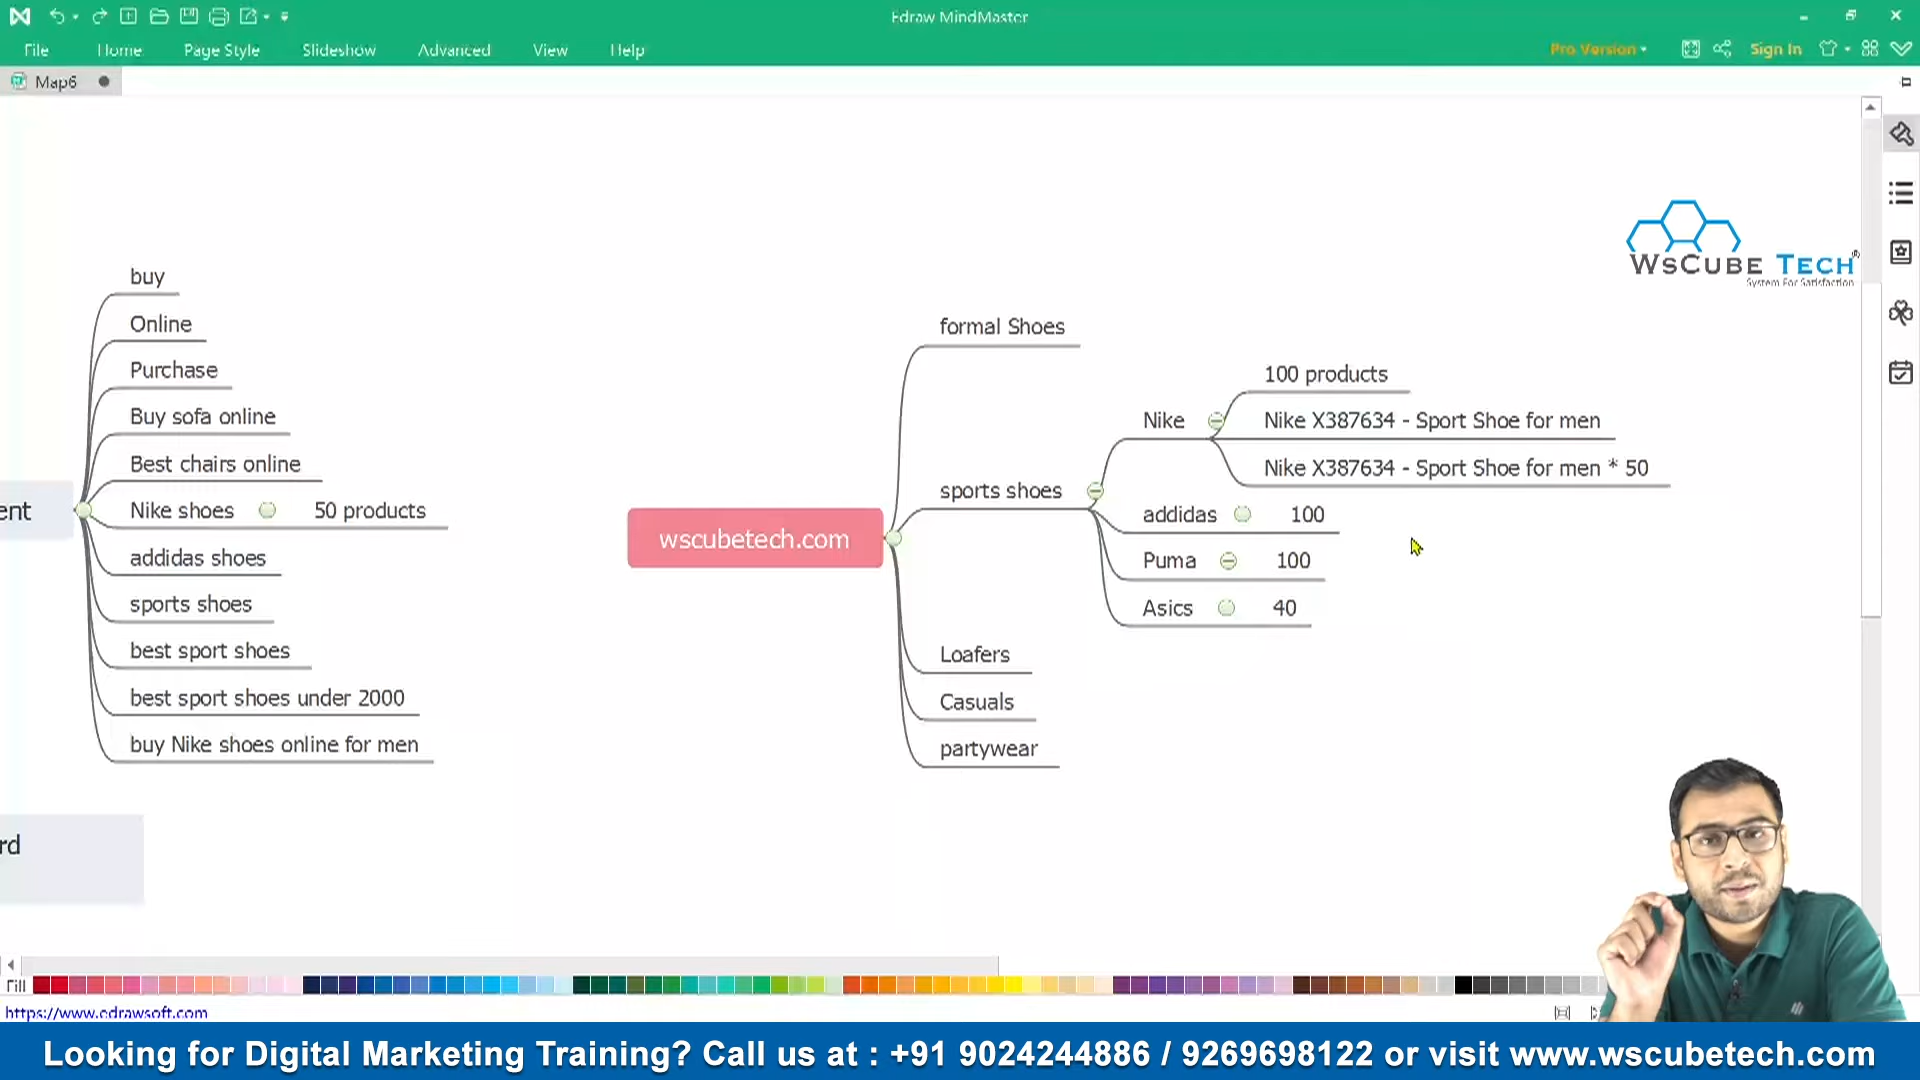 Edraw MindMaster
File Home Page Style Slideshow Advanced View Help
Pro Version Sign In
Map6
WsCube Tech
System For Satisfaction
buy
Online
Purchase
Buy sofa online
Best chairs online
ent
Nike shoes 50 products
addidas shoes
sports shoes
best sport shoes
best sport shoes under 2000
buy Nike shoes online for men
rd
wscubetech.com
formal Shoes
sports shoes
Nike
100 products
Nike X387634 - Sport Shoe for men
Nike X387634 - Sport Shoe for men * 50
addidas 100
Puma 100
Asics 40
Loafers
Casuals
partywear
Fill
https://www.edrawsoft.com
Looking for Digital Marketing Training? Call us at : +91 9024244886 / 9269698122 or visit www.wscubetech.com